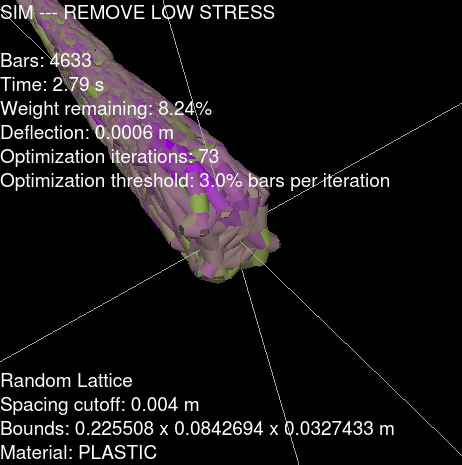 SIM --- REMOVE LOW STRESS
Bars: 4633
Time: 2.79 s
Weight remaining: 8.24%
Deflection: 0.0006 m
Optimization iterations: 73
Optimization threshold: 3.0% bars per iteration
Random Lattice
Spacing cutoff: 0.004 m
Bounds: 0.225508 x 0.0842694 x 0.0327433 m
Material: PLASTIC